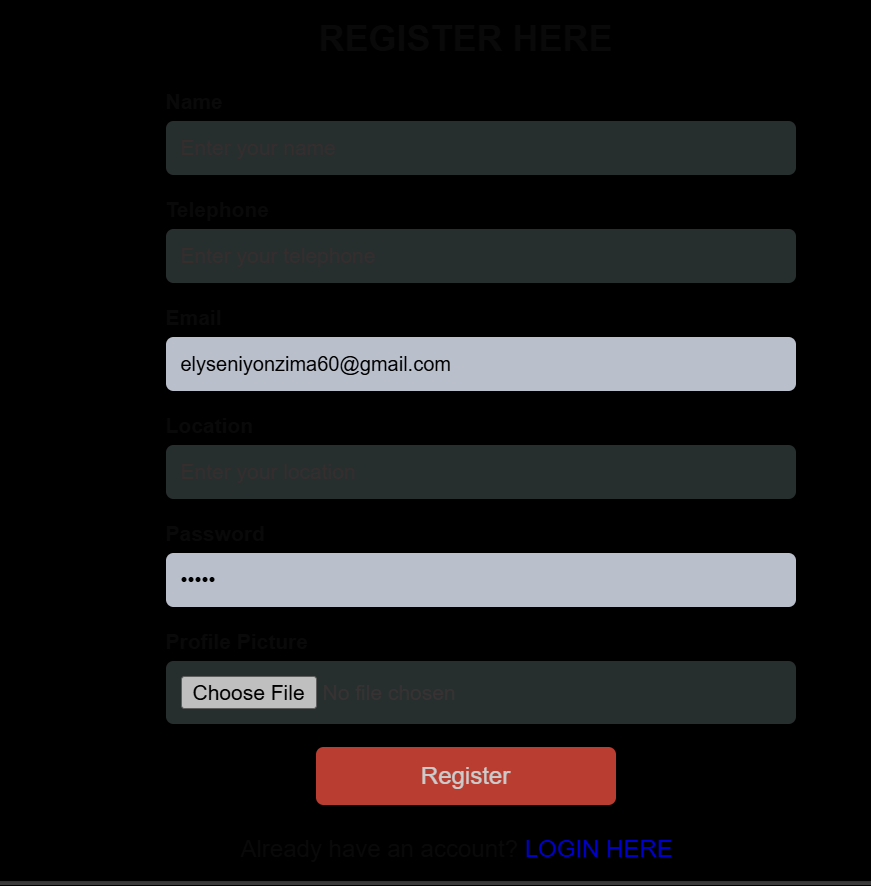 REGISTER HERE
Name
Enter your name
Telephone
Enter your telephone
Email
elyseniyonzima60@gmail.com
Location
Enter your location
Password
•••••
Profile Picture
Choose File No file chosen
Register
Already have an account? LOGIN HERE